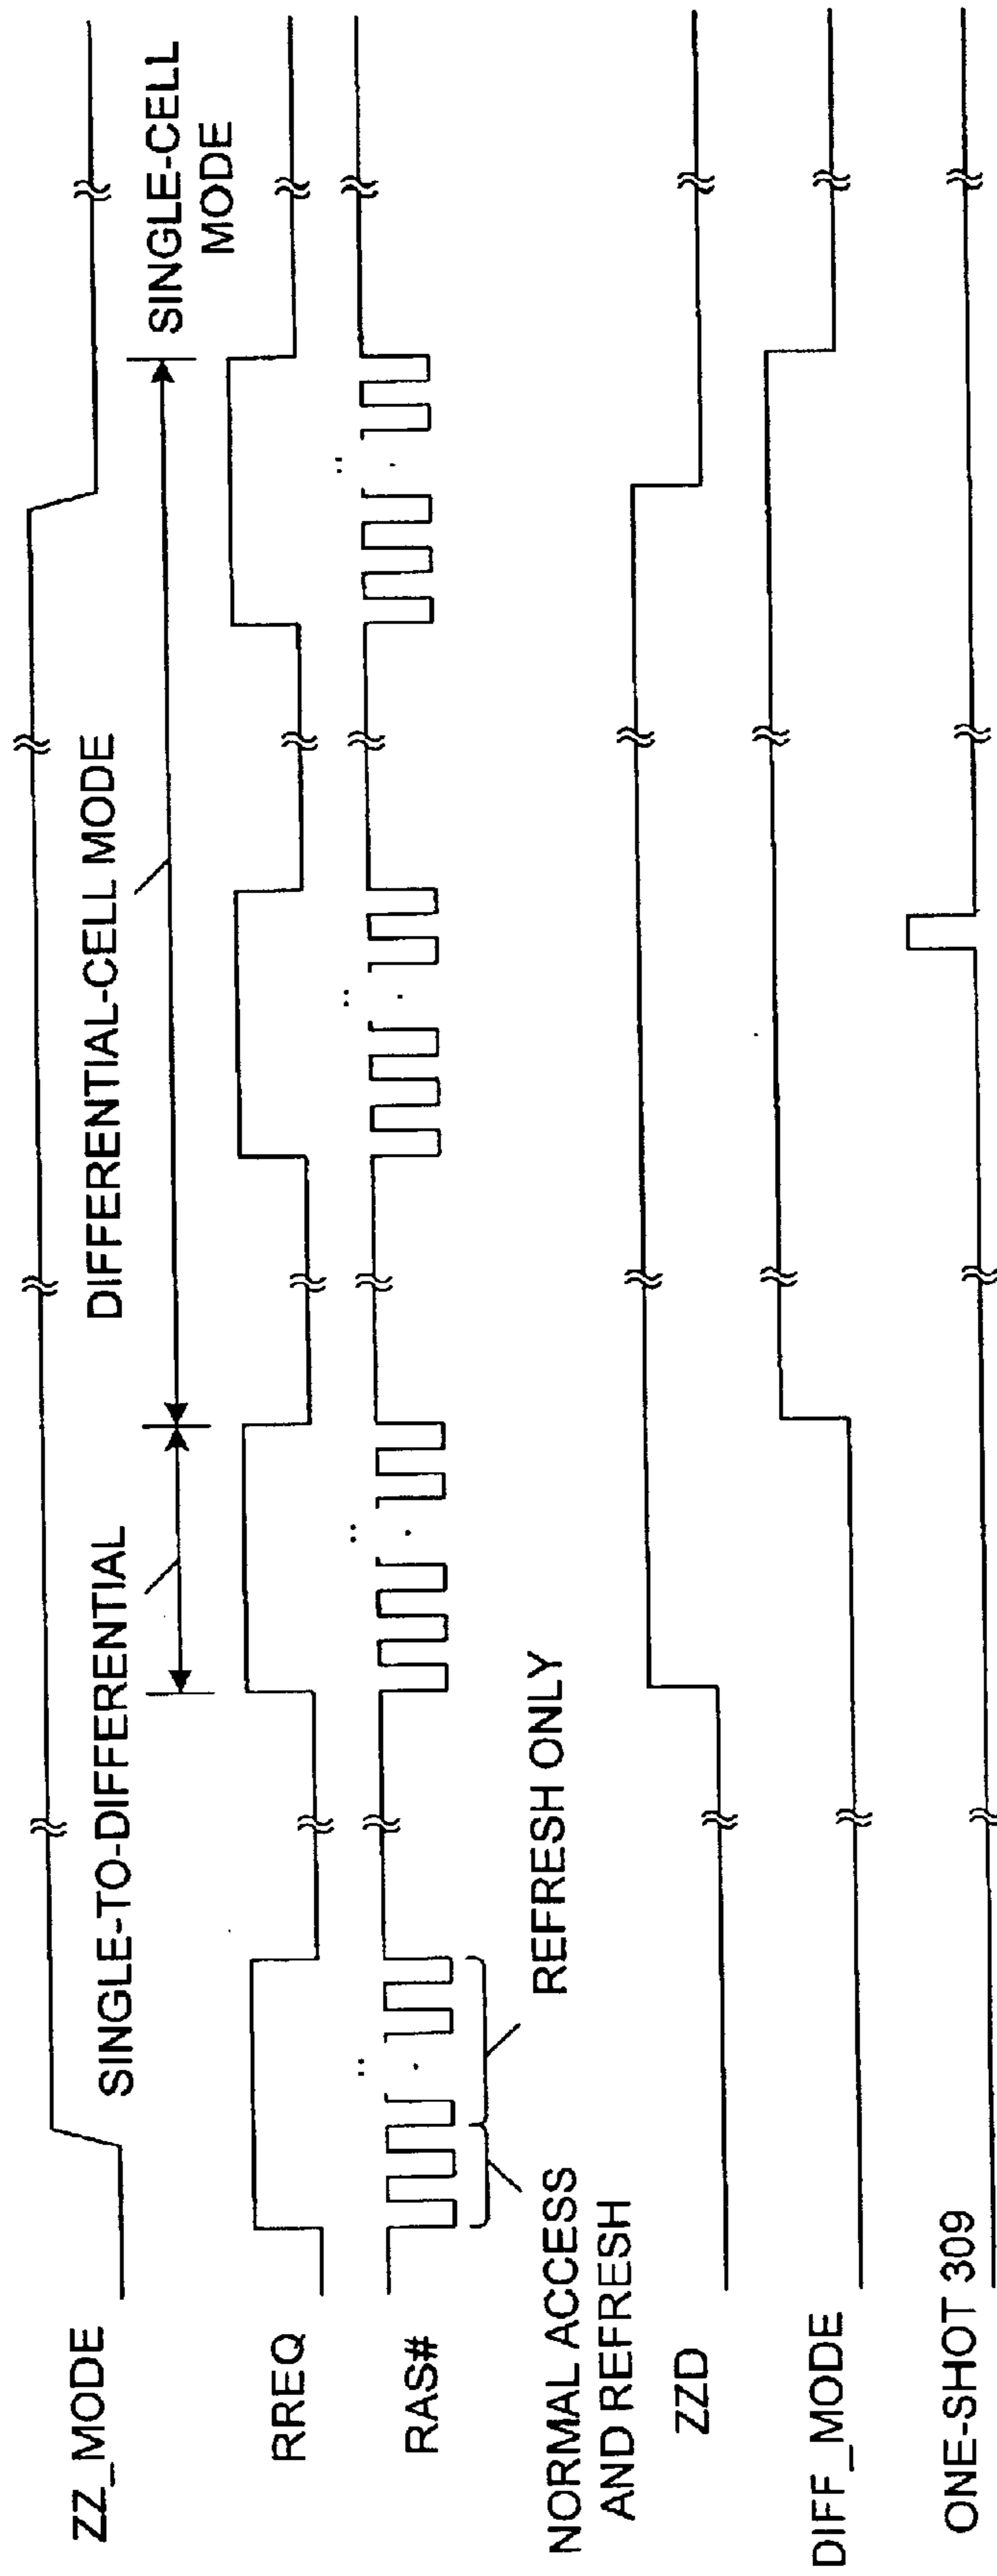 ZZ_MODE
SINGLE-TO-DIFFERENTIAL
DIFFERENTIAL-CELL MODE
SINGLE-CELL
MODE
RREQ
RAS#
NORMAL ACCESS
AND REFRESH
REFRESH ONLY
ZZD
DIFF_MODE
ONE-SHOT 309